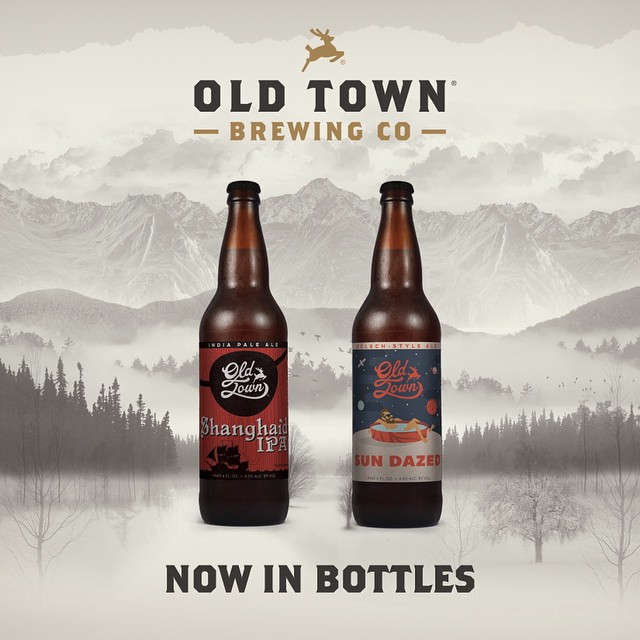 OLD TOWN®
BREWING CO
INDIA PALE ALE
Old
Town
Shanghaid
IPA
KOLSCH-STYLE ALE
Old
Town
SUN DAZED
NOW IN BOTTLES